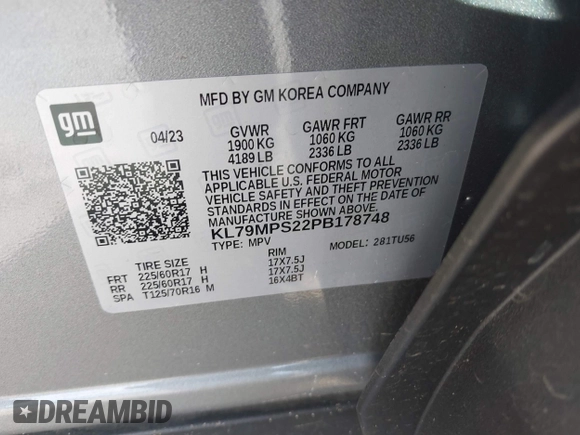 MFD BY GM KOREA COMPANY
gm
04/23 GVWR GAWR FRT GAWR RR
1900 KG 1060 KG 1060 KG
4189 LB 2336 LB 2336 LB
THIS VEHICLE CONFORMS TO ALL
APPLICABLE U.S. FEDERAL MOTOR
VEHICLE SAFETY AND THEFT PREVENTION
STANDARDS IN EFFECT ON THE DATE OF
KL79MPS22PB178748
TYPE: MPV MODEL: 281TU56
TIRE SIZE RIM
FRT 225/60R17 H 17X7.5J
RR 225/60R17 H 17X7.5J
SPA T125/70R16 M 16X4BT
DREAMBID